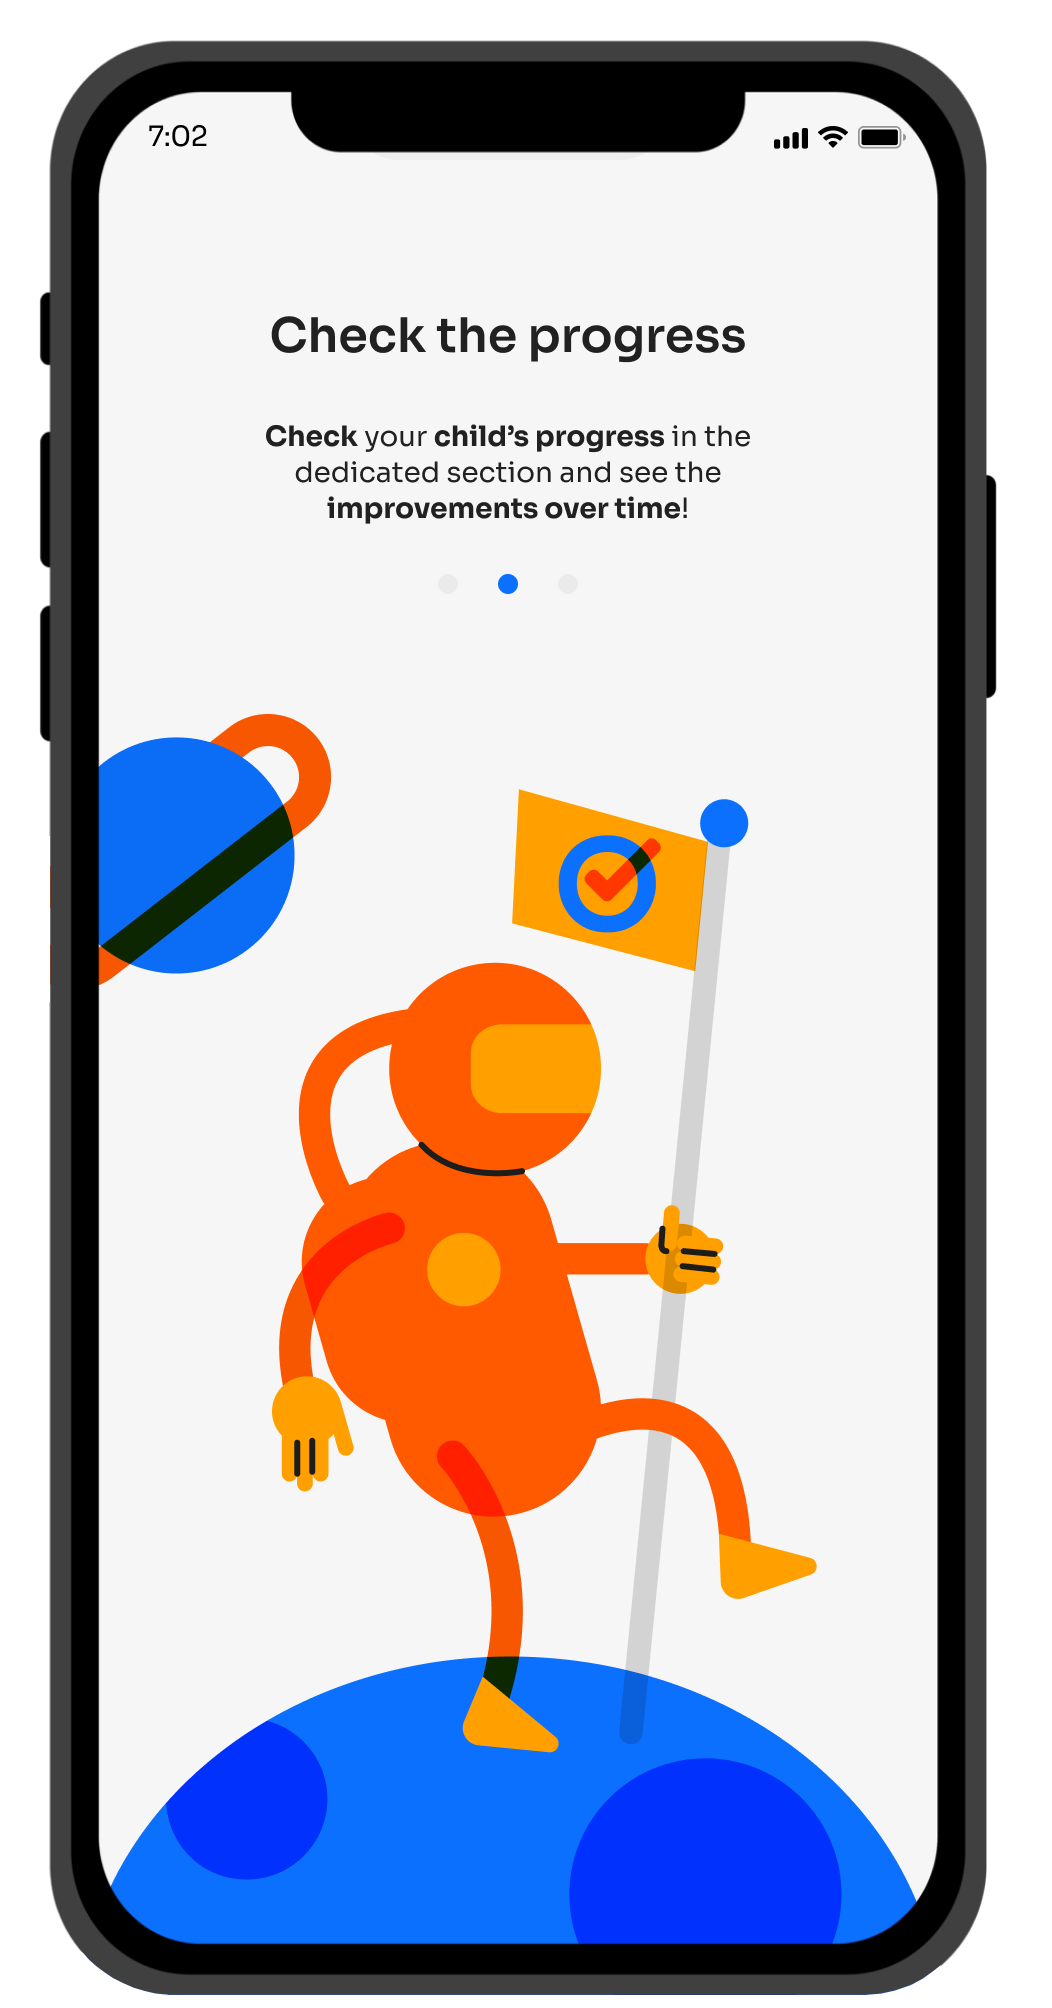 7:02
Check the progress
Check your child’s progress in the
dedicated section and see the
improvements over time!